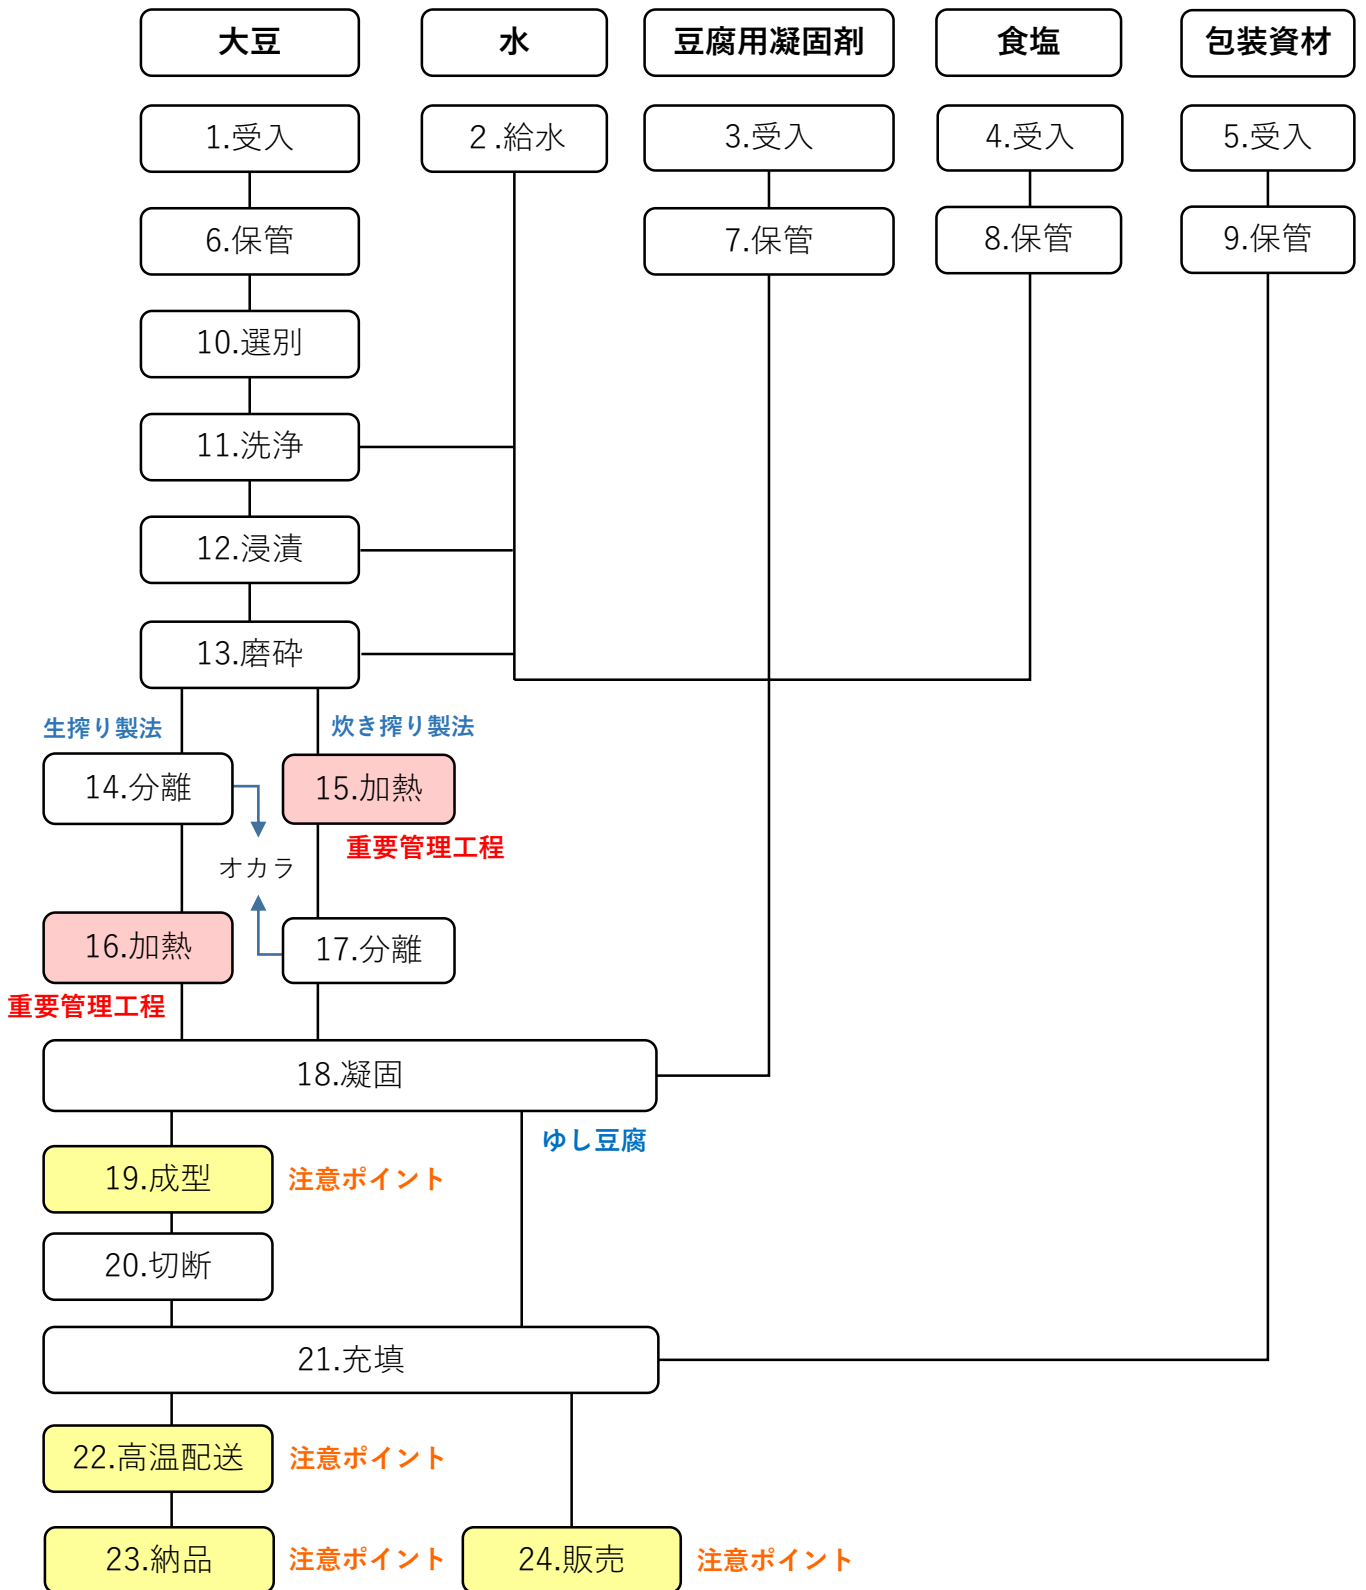 大豆
水
豆腐用凝固剤
食塩
包装資材
1.受入
２.給水
3.受入
4.受入
5.受入
6.保管
7.保管
8.保管
9.保管
10.選別
11.洗浄
12.浸漬
13.磨砕
生搾り製法
炊き搾り製法
14.分離
15.加熱
重要管理工程
オカラ
16.加熱
17.分離
重要管理工程
18.凝固
ゆし豆腐
19.成型
注意ポイント
20.切断
21.充填
22.高温配送
注意ポイント
23.納品
注意ポイント
24.販売
注意ポイント